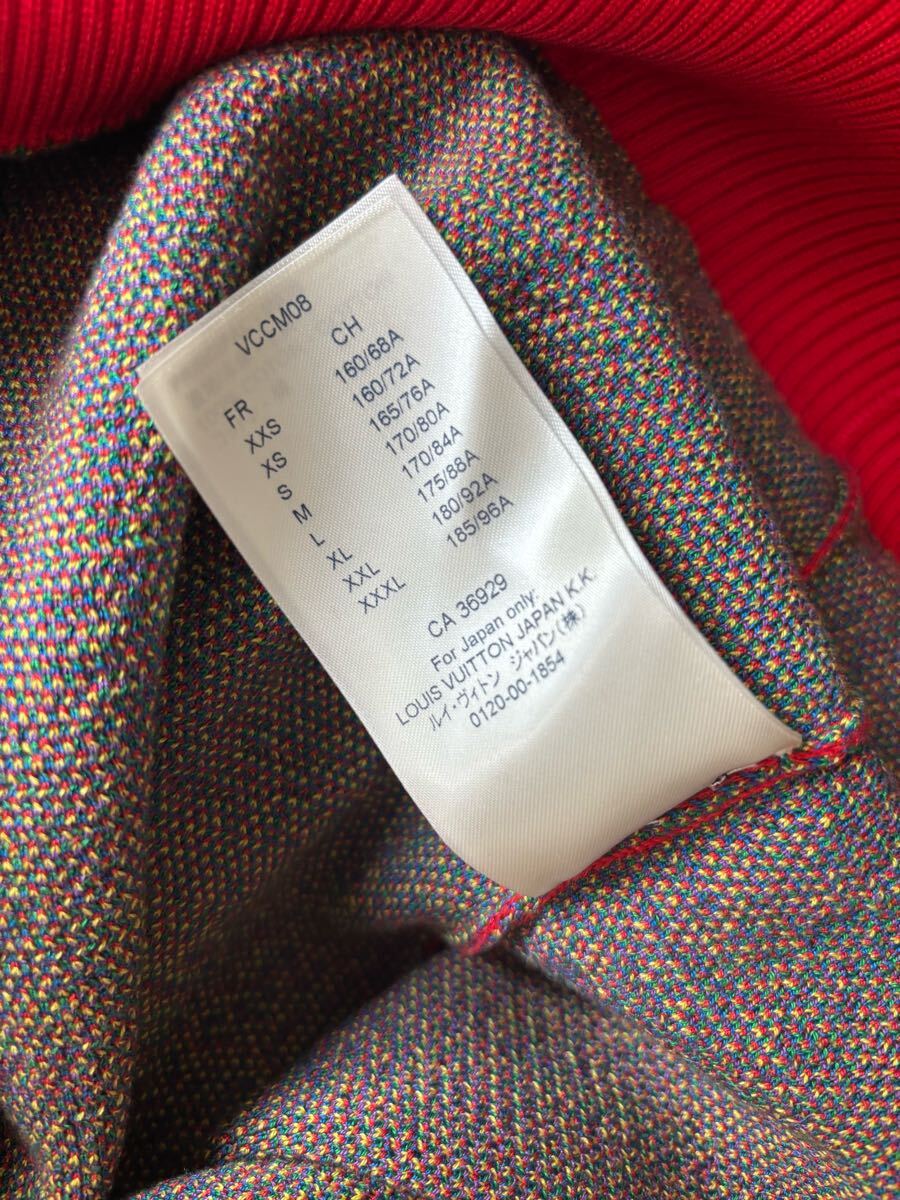 VCCM08
FR CH
XXS 160/68A
XS 160/72A
S 165/76A
M 170/80A
L 170/84A
XL 175/88A
XXL 180/92A
XXXL 185/96A
CA 36929
For Japan only:
LOUIS VUITTON JAPAN K.K.
ルイ・ヴィトン ジャパン(株)
0120-00-1854